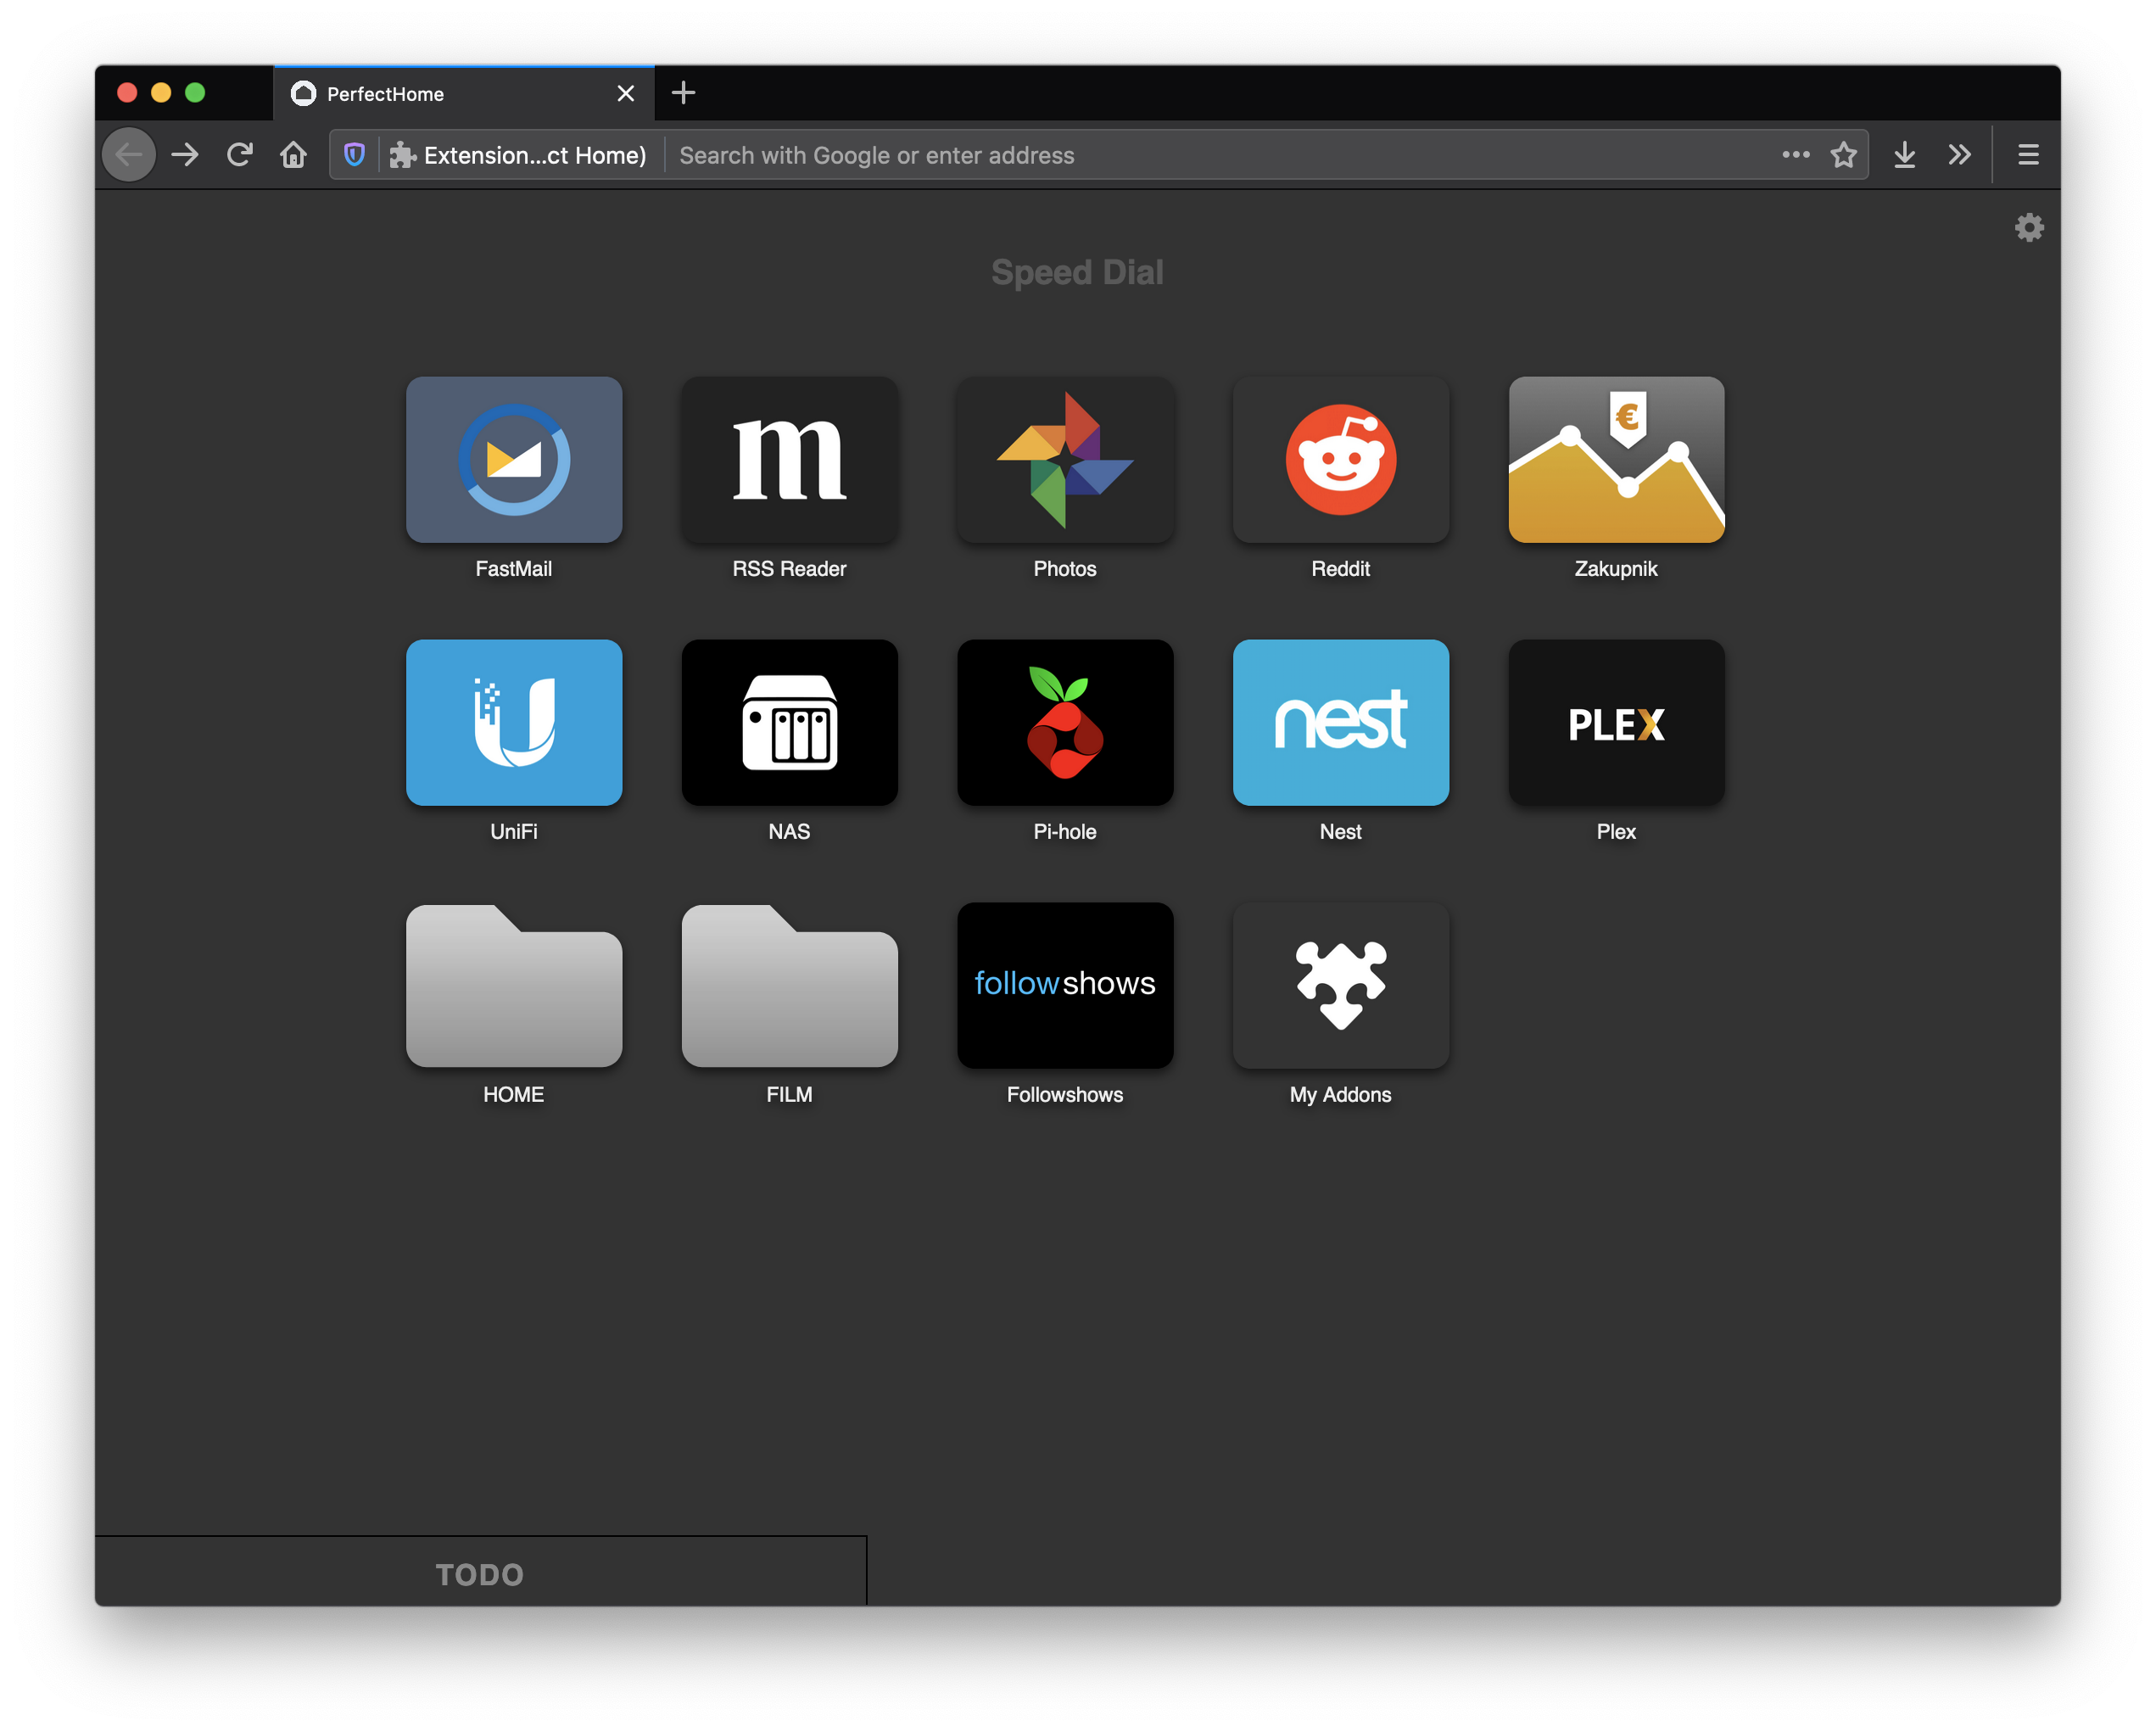 PerfectHome
Extension...ct Home) Search with Google or enter address
Speed Dial
m
€
FastMail RSS Reader Photos Reddit Zakupnik
nest
PLEX
UniFi NAS Pi-hole Nest Plex
followshows
HOME FILM Followshows My Addons
TODO